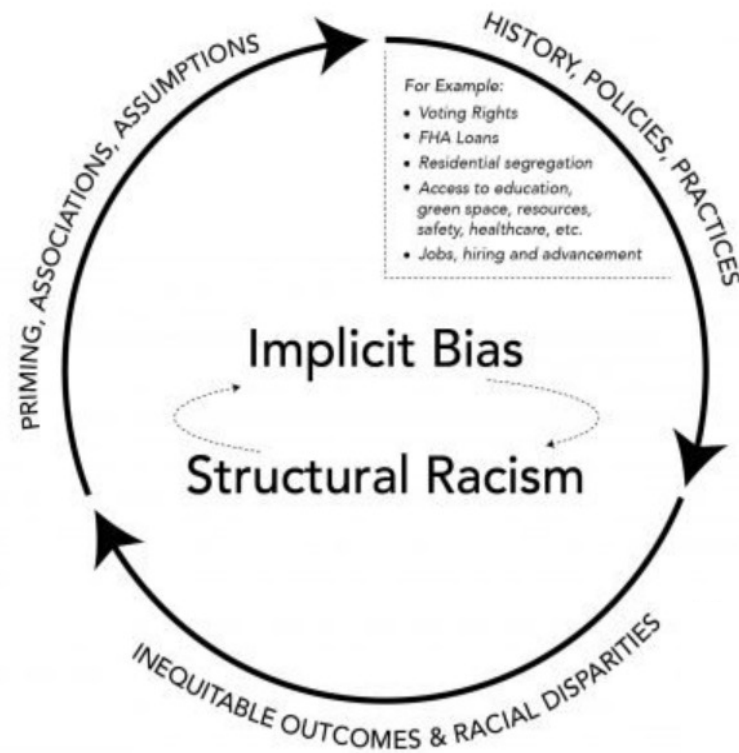 HISTORY, POLICIES, PRACTICES
For Example:
• Voting Rights
• FHA Loans
• Residential segregation
• Access to education,
green space, resources,
safety, healthcare, etc.
• Jobs, hiring and advancement
INEQUITABLE OUTCOMES & RACIAL DISPARITIES
PRIMING, ASSOCIATIONS, ASSUMPTIONS
Implicit Bias
Structural Racism